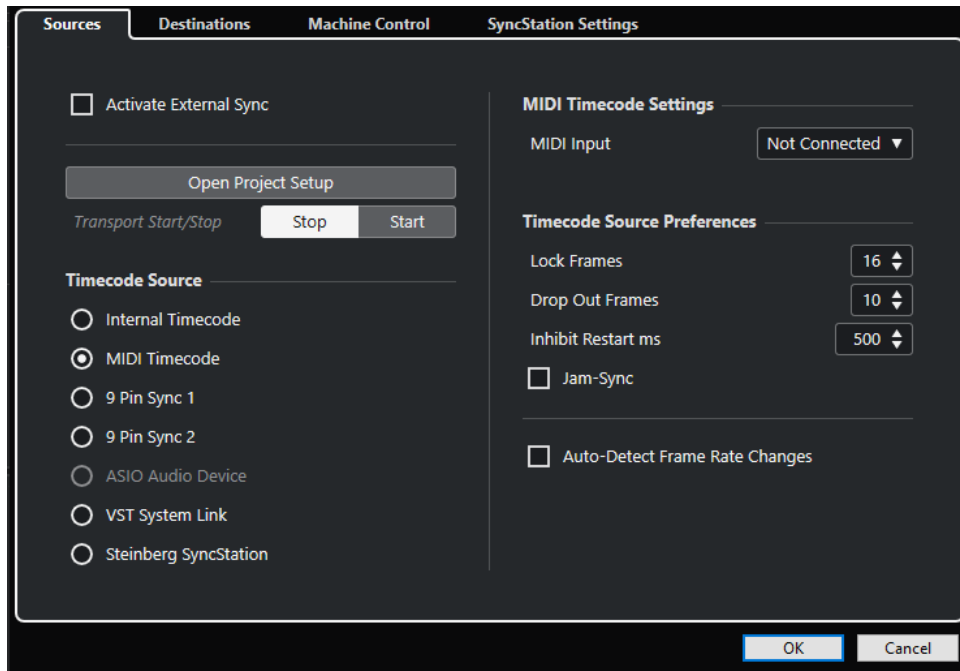 Sources Destinations Machine Control SyncStation Settings
Activate External Sync
Open Project Setup
Transport Start/Stop Stop Start
Timecode Source
Internal Timecode
MIDI Timecode
9 Pin Sync 1
9 Pin Sync 2
ASIO Audio Device
VST System Link
Steinberg SyncStation
MIDI Timecode Settings
MIDI Input Not Connected
Timecode Source Preferences
Lock Frames 16
Drop Out Frames 10
Inhibit Restart ms 500
Jam-Sync
Auto-Detect Frame Rate Changes
OK Cancel